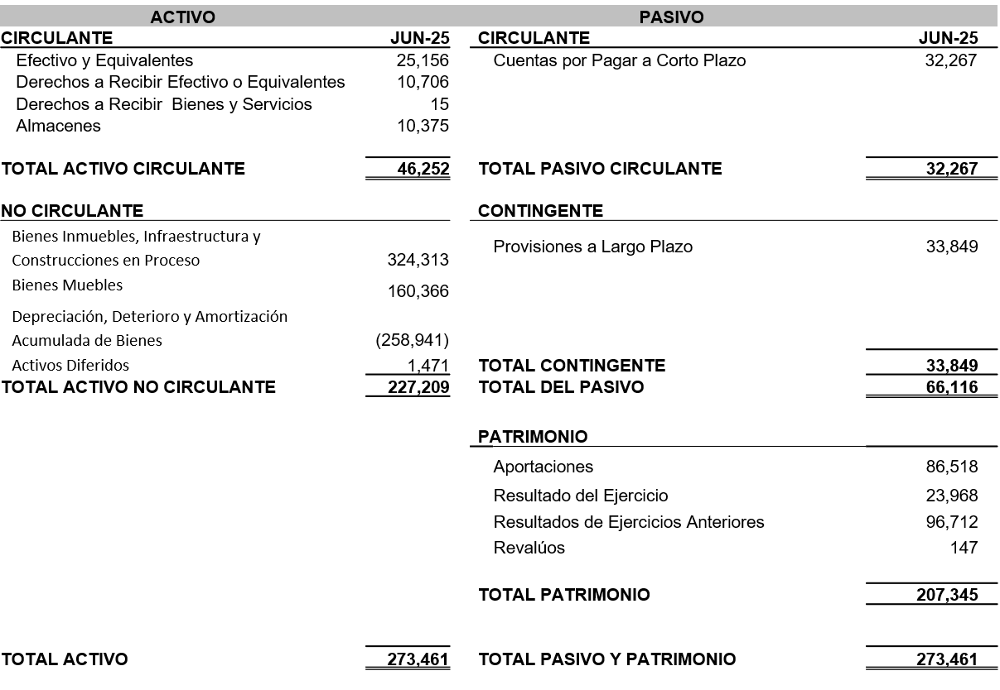 ACTIVO PASIVO
CIRCULANTE JUN-25 CIRCULANTE JUN-25
Efectivo y Equivalentes 25,156 Cuentas por Pagar a Corto Plazo 32,267
Derechos a Recibir Efectivo o Equivalentes 10,706
Derechos a Recibir Bienes y Servicios 15
Almacenes 10,375
TOTAL ACTIVO CIRCULANTE 46,252 TOTAL PASIVO CIRCULANTE 32,267
NO CIRCULANTE CONTINGENTE
Bienes Inmuebles, Infraestructura y
Provisiones a Largo Plazo 33,849
Construcciones en Proceso 324,313
Bienes Muebles 160,366
Depreciación, Deterioro y Amortización
Acumulada de Bienes (258,941)
Activos Diferidos 1,471 TOTAL CONTINGENTE 33,849
TOTAL ACTIVO NO CIRCULANTE 227,209 TOTAL DEL PASIVO 66,116
PATRIMONIO
Aportaciones 86,518
Resultado del Ejercicio 23,968
Resultados de Ejercicios Anteriores 96,712
Revalúos 147
TOTAL PATRIMONIO 207,345
TOTAL ACTIVO 273,461 TOTAL PASIVO Y PATRIMONIO 273,461